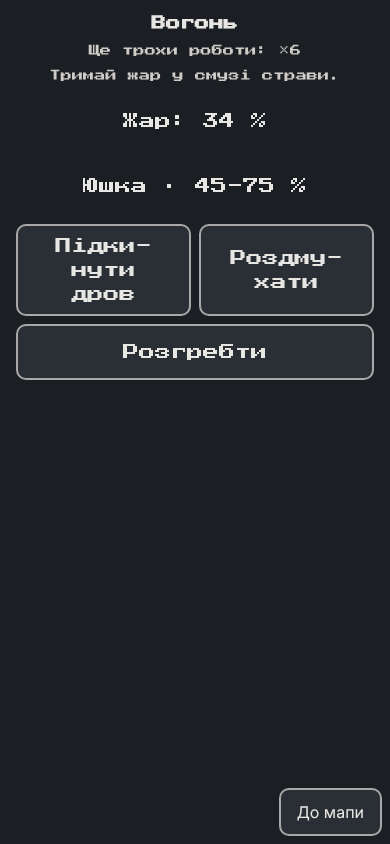 Вогонь
Ще трохи роботи: ×6
Тримай жар у смузі страви.
Жар: 34 %
Юшка · 45–75 %
Підки-
нути
дров
Роздму-
хати
Розгребти
До мапи